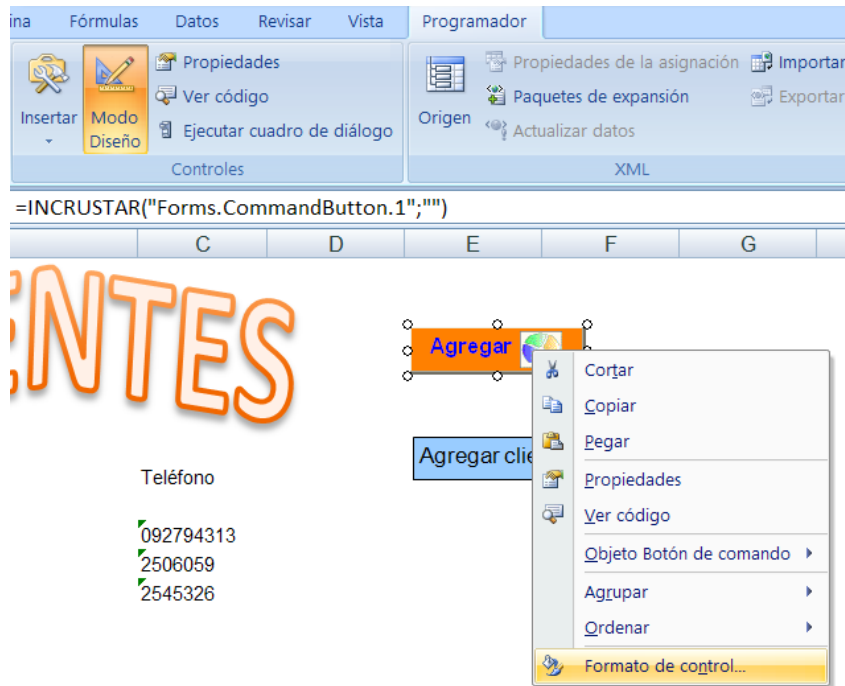 ina Fórmulas Datos Revisar Vista Programador
Insertar
Modo
Diseño
Propiedades
Ver código
Ejecutar cuadro de diálogo
Controles
Origen
Propiedades de la asignación
Paquetes de expansión
Actualizar datos
Importar
Exportar
XML
=INCRUSTAR("Forms.CommandButton.1";"")
C D E F G
ENTES
Agregar
Agregar clie
Teléfono
092794313
2506059
2545326
Cortar
Copiar
Pegar
Propiedades
Ver código
Objeto Botón de comando
Agrupar
Ordenar
Formato de control...